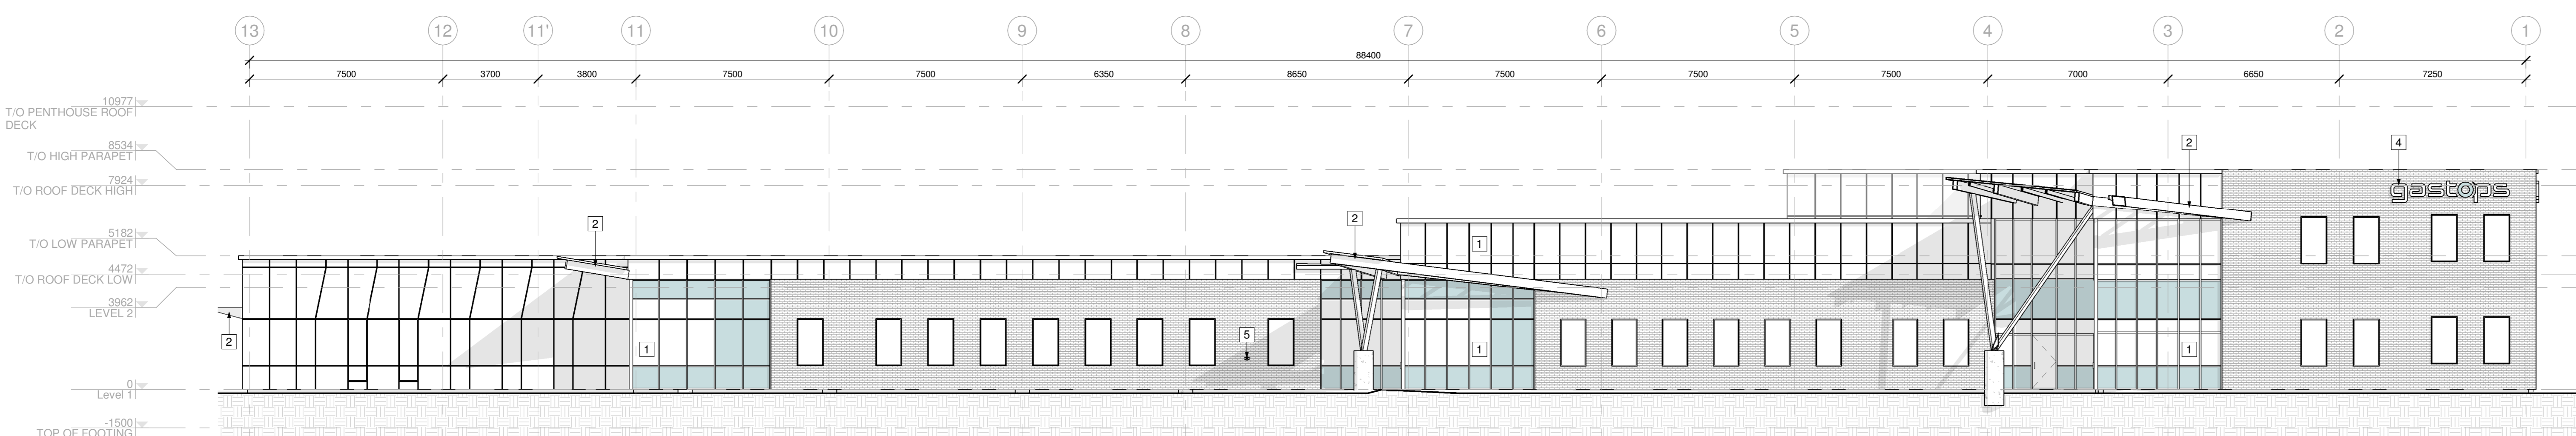 13 12 11' 11 10 9 8 7 6 5 4 3 2 1
88400
7500 3700 3800 7500 7500 6350 8650 7500 7500 7500 7000 6650 7250
10977
T/O PENTHOUSE ROOF
DECK
8534
T/O HIGH PARAPET
2 4
7924
T/O ROOF DECK HIGH
gastops
2 2
5182
T/O LOW PARAPET
1
4472
T/O ROOF DECK LOW
3962
LEVEL 2
2 5
1 1 1
0
Level 1
-1500
TOP OF FOOTING